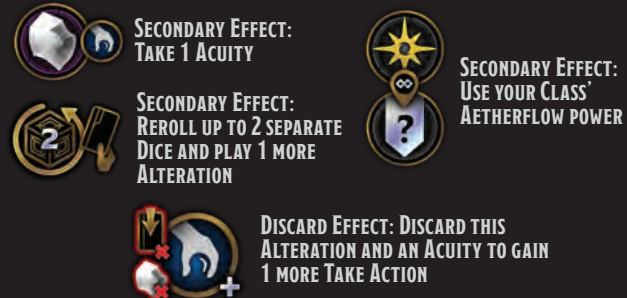 SECONDARY EFFECT:
TAKE 1 ACUITY
2
SECONDARY EFFECT:
REROLL UP TO 2 SEPARATE
DICE AND PLAY 1 MORE
ALTERATION
?
SECONDARY EFFECT:
USE YOUR CLASS'
AETHERFLOW POWER
+
DISCARD EFFECT: DISCARD THIS
ALTERATION AND AN ACUITY TO GAIN
1 MORE TAKE ACTION